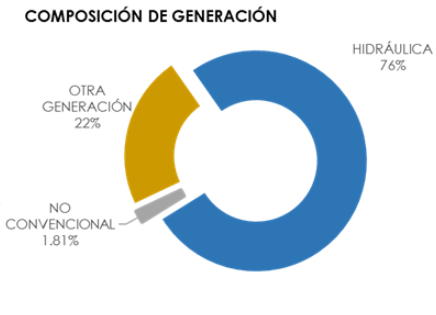 COMPOSICIÓN DE GENERACIÓN
HIDRÁULICA
76%
OTRA
GENERACIÓN
22%
NO
CONVENCIONAL
1.81%